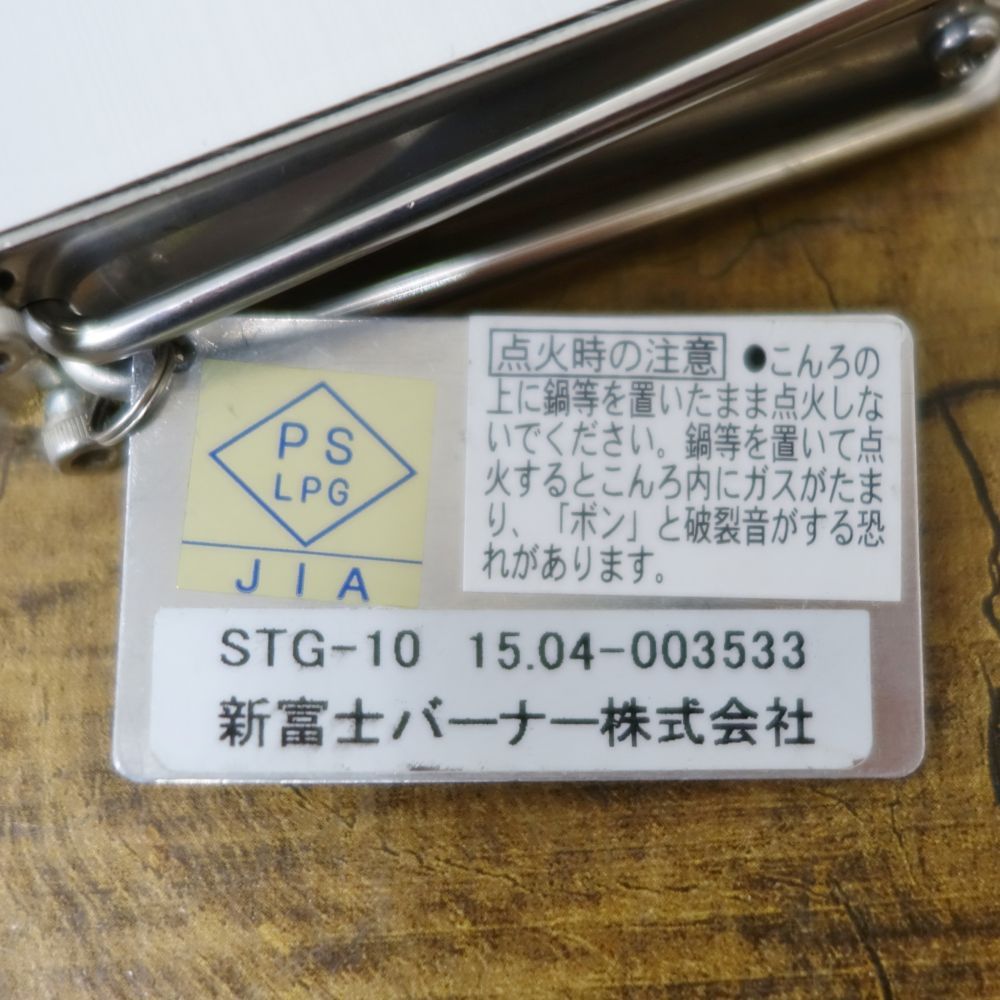 点火時の注意 ●こんろの
上に鍋等を置いたまま点火しな
いでください。鍋等を置いて点
火するとこんろ内にガスがたま
り、「ボン」と破裂音がする恐
れがあります。
PS
LPG
JIA
STG-10 15.04-003533
新富士バーナー株式会社